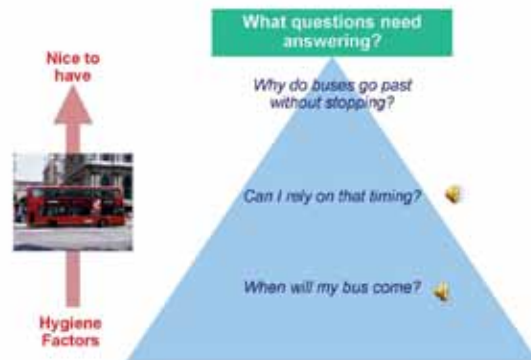 What questions need
answering?
Nice to
have
Why do buses go past
without stopping?
Can I rely on that timing?
When will my bus come?
Hygiene
Factors